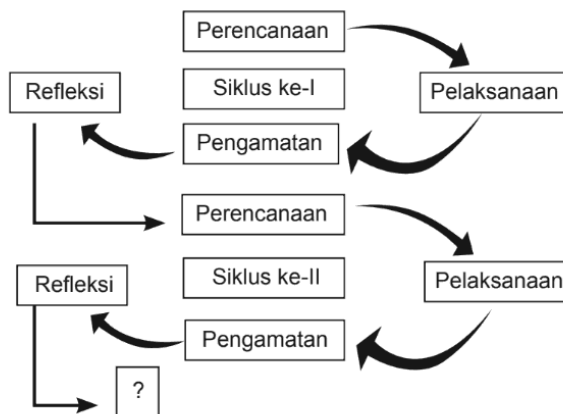 Perencanaan
Refleksi
Siklus ke-I
Pelaksanaan
Pengamatan
Perencanaan
Refleksi
Siklus ke-II
Pelaksanaan
Pengamatan
?